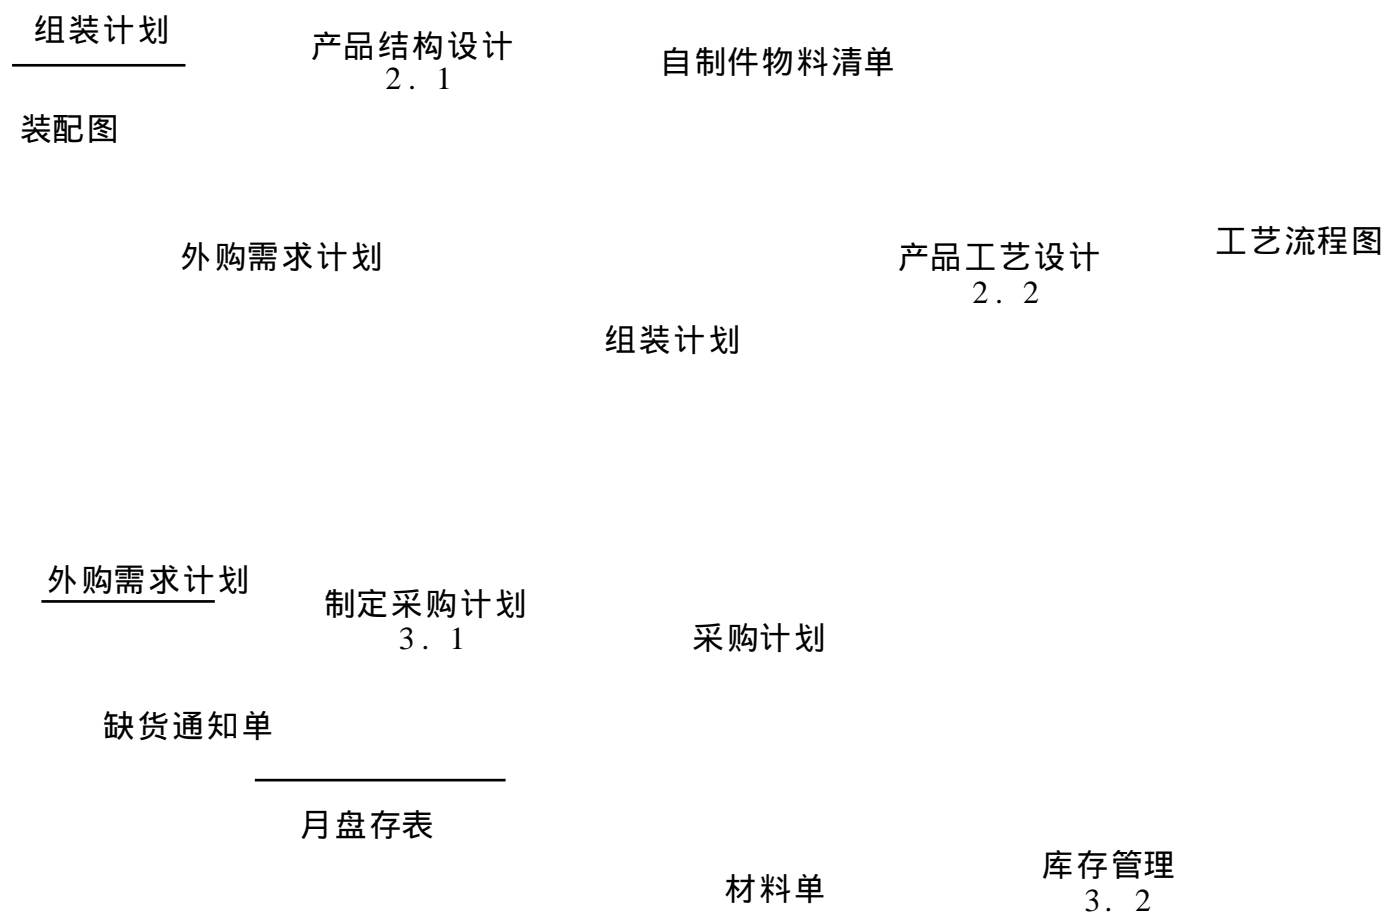 组装计划
产品结构设计
2. 1
自制件物料清单
装配图
外购需求计划
产品工艺设计
2. 2
工艺流程图
组装计划
外购需求计划
制定采购计划
3. 1
采购计划
缺货通知单
月盘存表
材料单
库存管理
3. 2